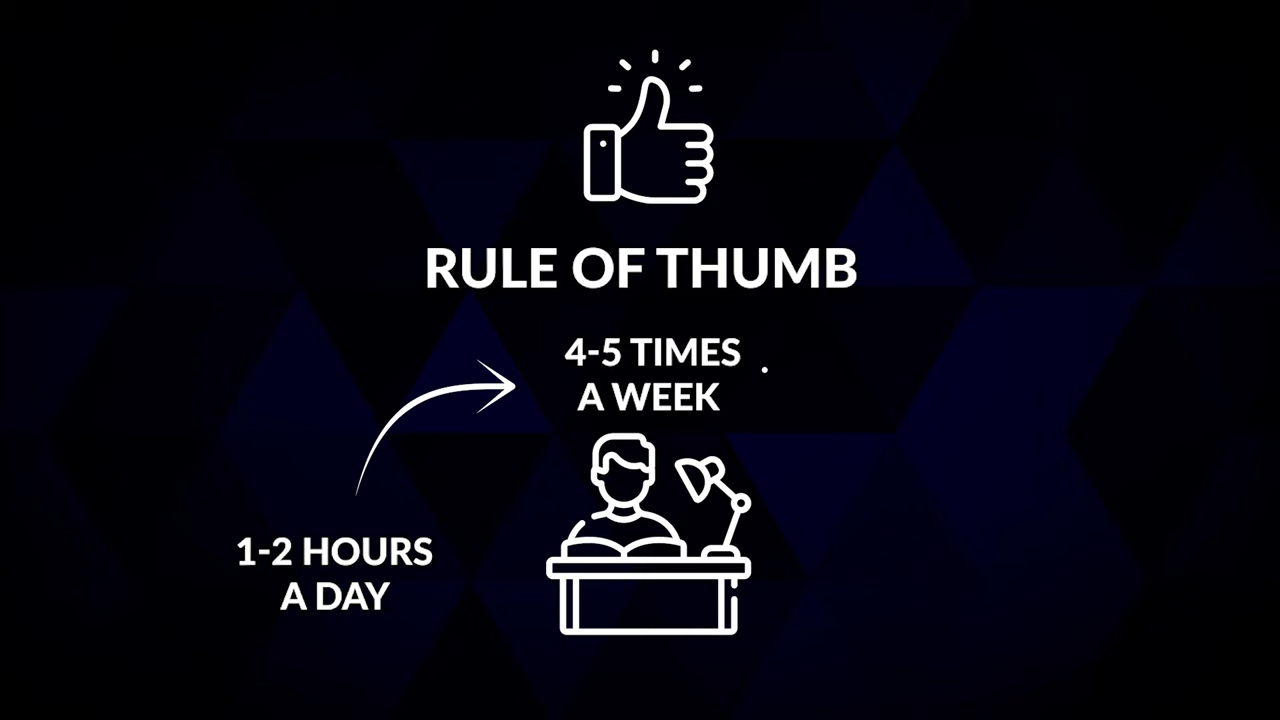 RULE OF THUMB
4-5 TIMES
A WEEK
1-2 HOURS
A DAY